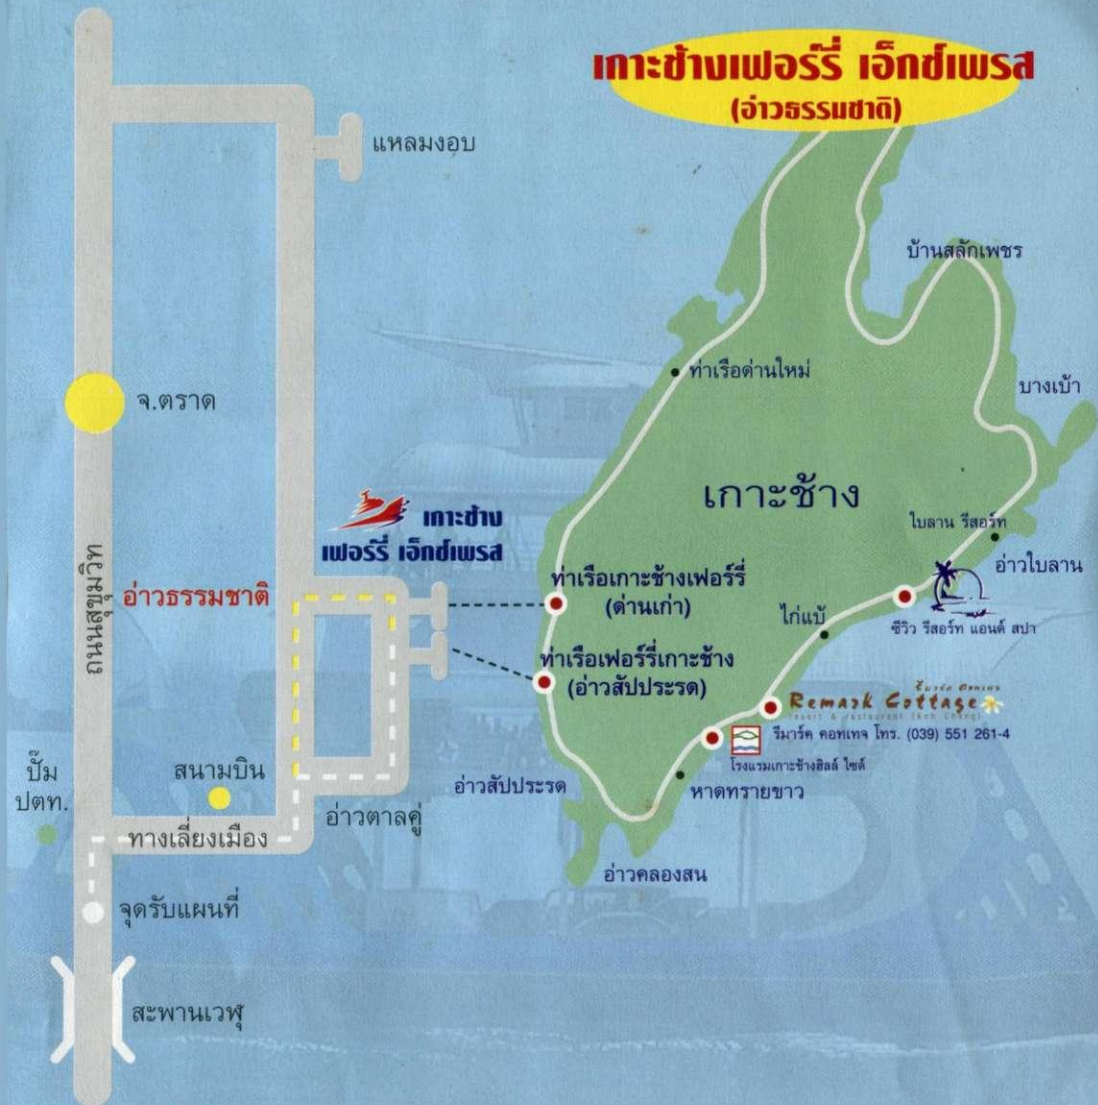 เกาะช้างเฟอร์รี่ เอ็กซ์เพรส
(อ่าวธรรมชาติ)
แหลมงอบ
บ้านสลักเพชร
ท่าเรือด่านใหม่
บางเบ้า
จ.ตราด
เกาะช้าง
ใบลาน รีสอร์ท
อ่าวใบลาน
เกาะช้าง
เฟอร์รี่ เอ็กซ์เพรส
ถนนสุขุมวิท
อ่าวธรรมชาติ
ท่าเรือเกาะช้างเฟอร์รี่
(ด่านเก่า)
ไก่แบ้
ซีวิว รีสอร์ท แอนด์ สปา
ท่าเรือเฟอร์รี่เกาะช้าง
(อ่าวสัปประรด)
Remark Cottage
resort & restaurant (Koh Chang)
รีมาร์ค คอทเทจ โทร. (039) 551 261-4
โรงแรมเกาะช้างฮิลล์ ไซด์
ปั๊ม
ปตท.
สนามบิน
อ่าวสัปประรด
หาดทรายขาว
อ่าวตาลคู่
ทางเลี่ยงเมือง
อ่าวคลองสน
จุดรับแผนที่
สะพานเวฬุ